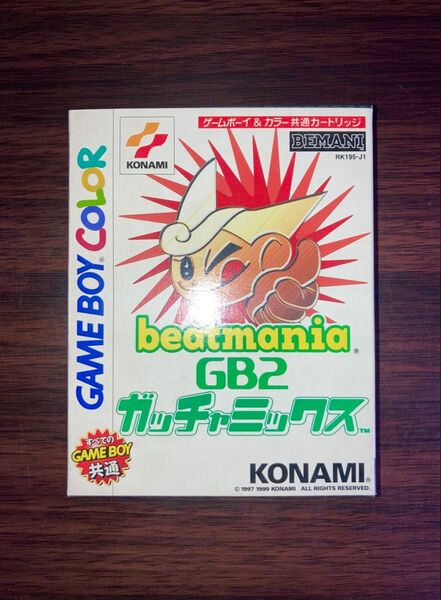 ゲームボーイ & カラー共通カートリッジ
KONAMI
BEMANI
RK195-J1
GAME BOY COLOR
beatmania®
GB2
ガッチャミックス™
すべての
GAME BOY
共通
KONAMI®
© 1997 1999 KONAMI ALL RIGHTS RESERVED.